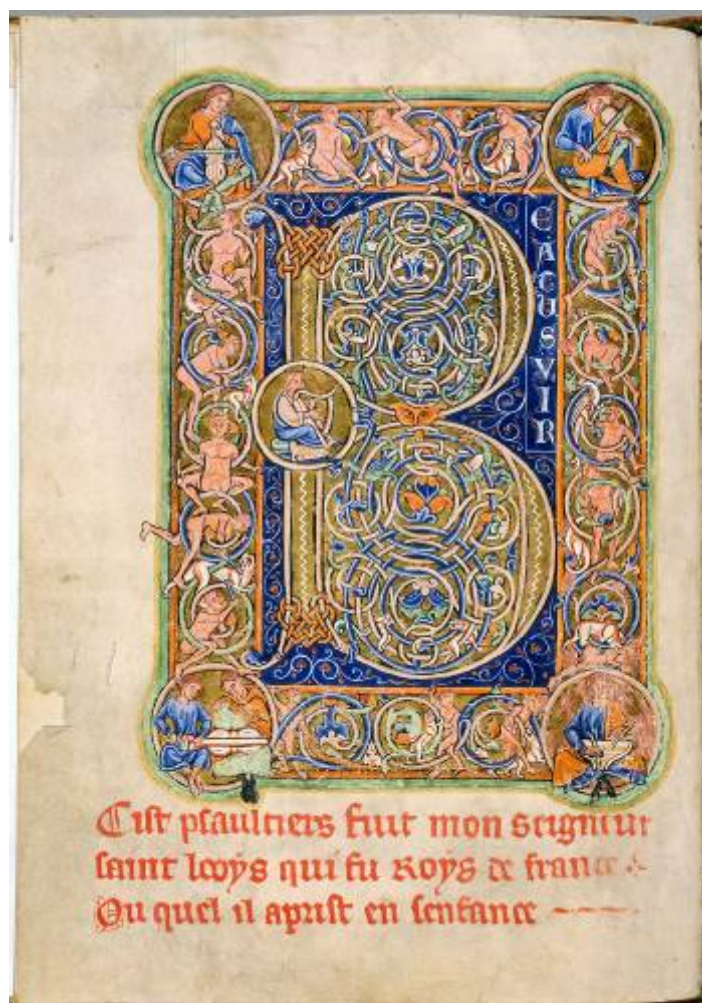 B
EATUS VIR
Cist psaultiers fuit mon seigneur
saint looys qui fu Roys de france
Ou quel il aprist en senfance